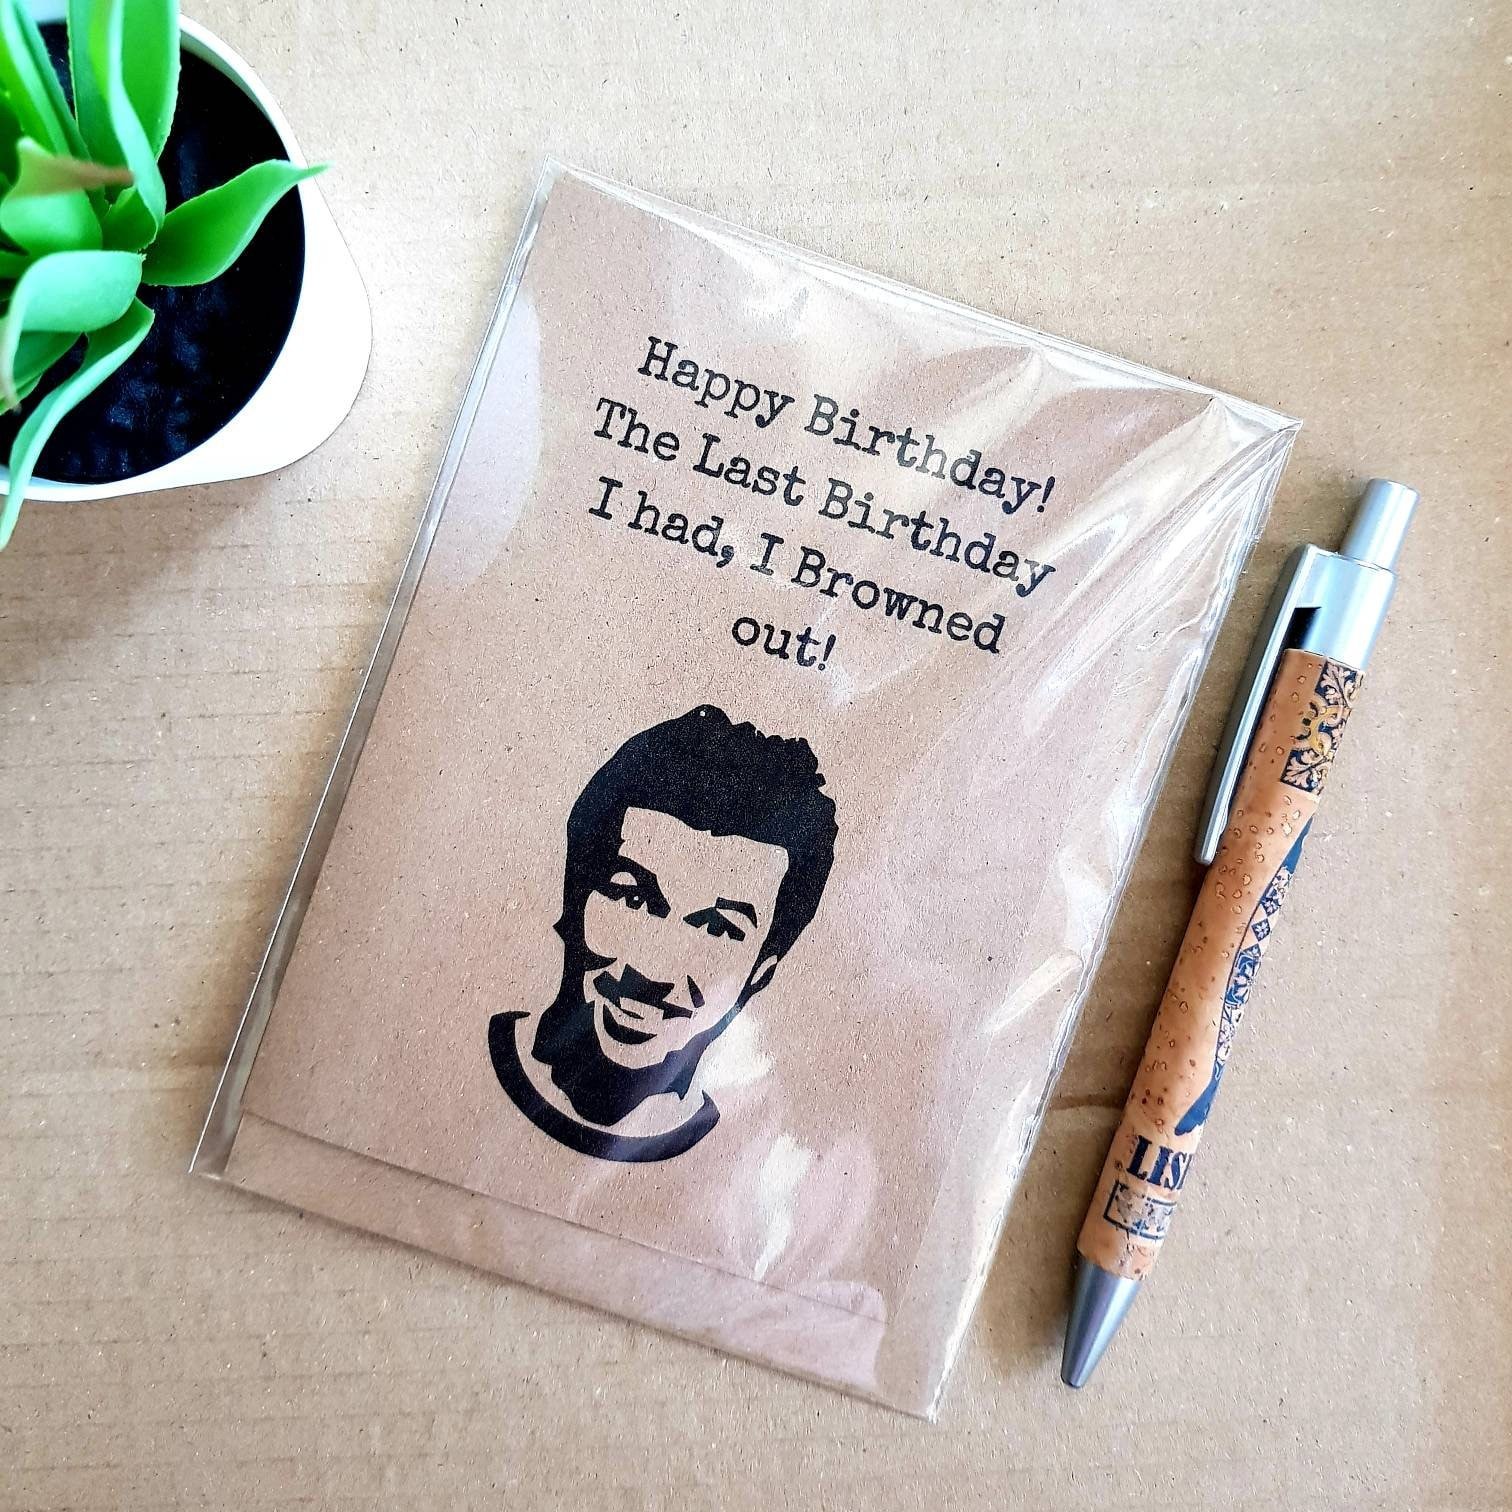 Happy Birthday!
The Last Birthday
I had, I Browned
out!